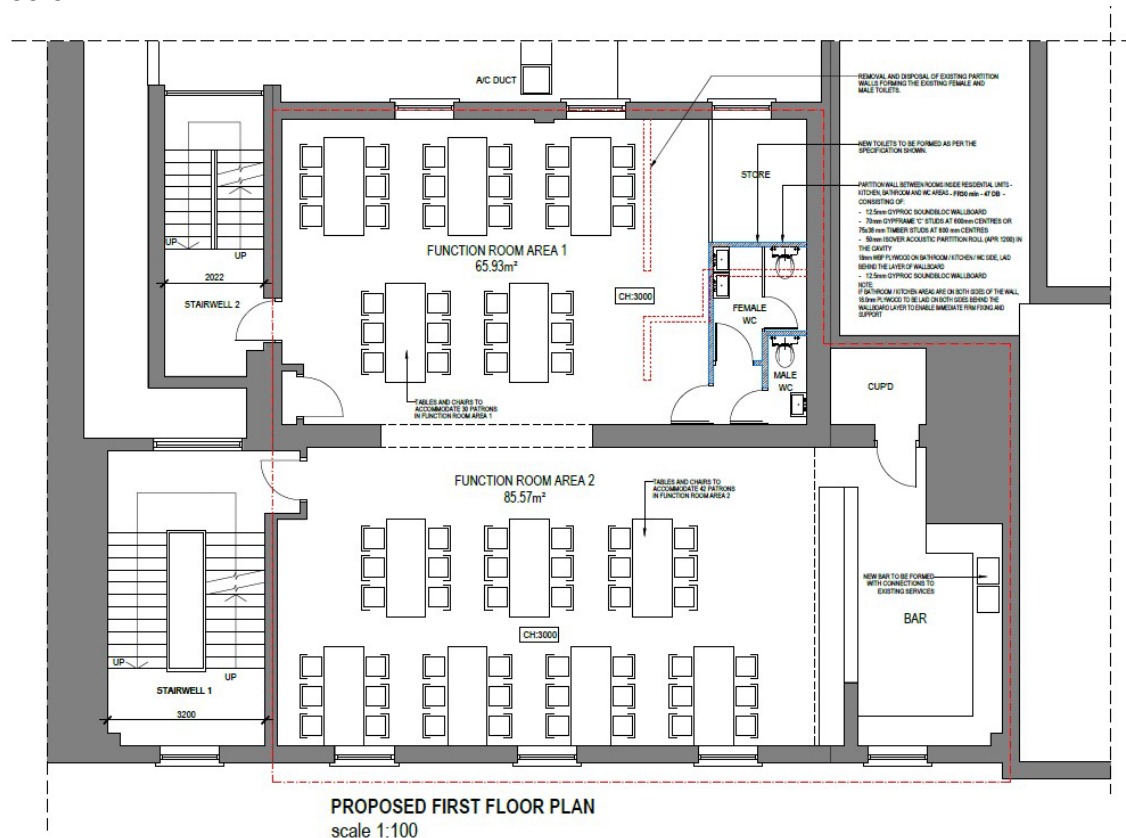 A/C DUCT
REMOVAL AND DISPOSAL OF EXISTING PARTITION
WALLS FORMING THE EXISTING FEMALE AND
MALE TOILETS.
NEW TOILETS TO BE FORMED AS PER THE
SPECIFICATION SHOWN.
STORE
PARTITION WALL BETWEEN ROOMS INSIDE RESIDENTIAL UNITS -
KITCHEN, BATHROOM AND WC AREAS - FR30 min - 47 DB -
CONSISTING OF:
- 12.5mm GYPROC SOUNDBLOC WALLBOARD
- 70mm GYPFRAME 'C' STUDS AT 600mm CENTRES OR
75x38 mm TIMBER STUDS AT 600 mm CENTRES
- 50mm ISOVER ACOUSTIC PARTITION ROLL (APR 1200) IN
THE CAVITY
18mm WBP PLYWOOD ON BATHROOM / KITCHEN / WC SIDE, LAID
BEHIND THE LAYER OF WALLBOARD
- 12.5mm GYPROC SOUNDBLOC WALLBOARD
NOTE:
IF BATHROOM / KITCHEN AREAS ARE ON BOTH SIDES OF THE WALL,
18.0mm PLYWOOD TO BE LAID ON BOTH SIDES BEHIND THE
WALLBOARD LAYER TO ENABLE IMMEDIATE FIRM FIXING AND
SUPPORT
UP
UP
2022
STAIRWELL 2
FUNCTION ROOM AREA 1
65.93m²
CH:3000
FEMALE
WC
MALE
WC
TABLES AND CHAIRS TO
ACCOMMODATE 30 PATRONS
IN FUNCTION ROOM AREA 1
CUP'D
FUNCTION ROOM AREA 2
85.57m²
TABLES AND CHAIRS TO
ACCOMMODATE 42 PATRONS
IN FUNCTION ROOM AREA 2
NEW BAR TO BE FORMED
WITH CONNECTIONS TO
EXISTING SERVICES
BAR
CH:3000
UP
UP
STAIRWELL 1
3200
PROPOSED FIRST FLOOR PLAN
scale 1:100